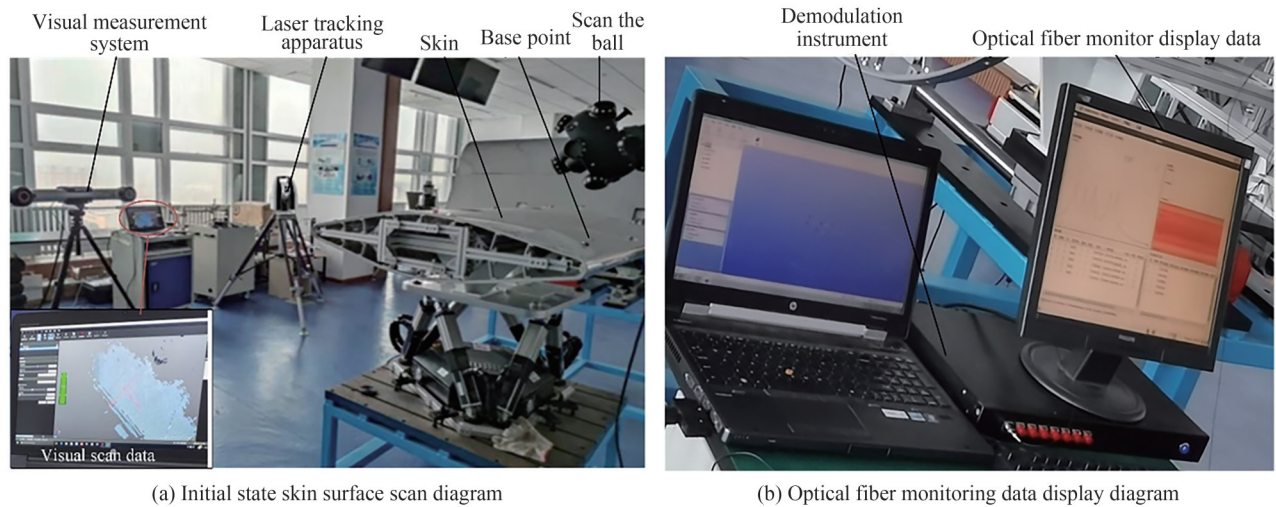 Visual measurement
system
Laser tracking
apparatus
Skin
Base point
Scan the
ball
Visual scan data
(a) Initial state skin surface scan diagram
Demodulation
instrument
Optical fiber monitor display data
(b) Optical fiber monitoring data display diagram